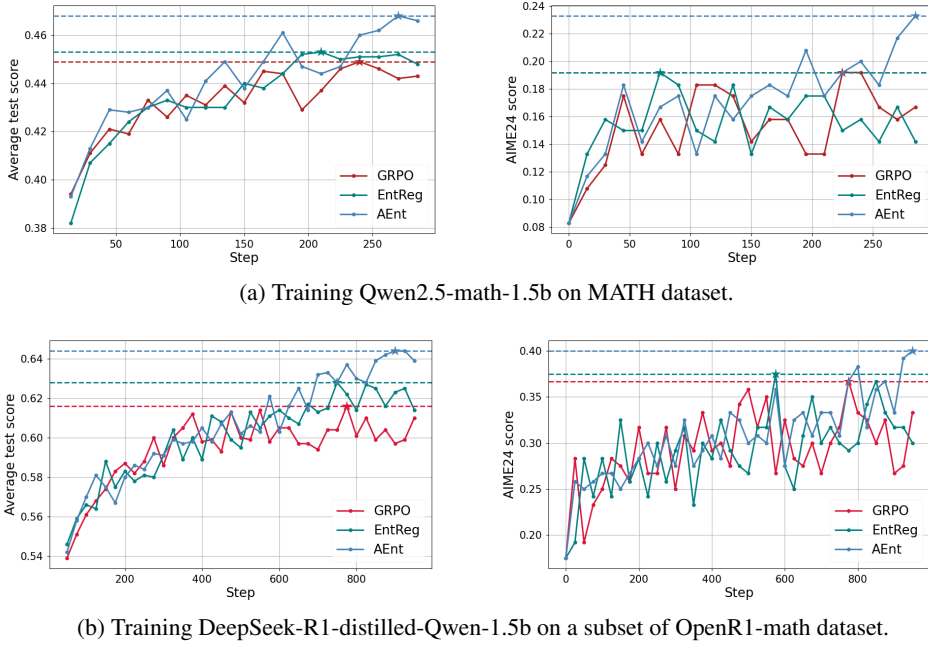 Average test score
0.46
0.44
0.42
0.40
0.38
50 100 150 200 250
Step
GRPO
EntReg
AEnt
AIME24 score
0.24
0.22
0.20
0.18
0.16
0.14
0.12
0.10
0.08
0 50 100 150 200 250
Step
GRPO
EntReg
AEnt
(a) Training Qwen2.5-math-1.5b on MATH dataset.
Average test score
0.64
0.62
0.60
0.58
0.56
0.54
200 400 600 800
Step
GRPO
EntReg
AEnt
AIME24 score
0.40
0.35
0.30
0.25
0.20
0 200 400 600 800
Step
GRPO
EntReg
AEnt
(b) Training DeepSeek-R1-distilled-Qwen-1.5b on a subset of OpenR1-math dataset.